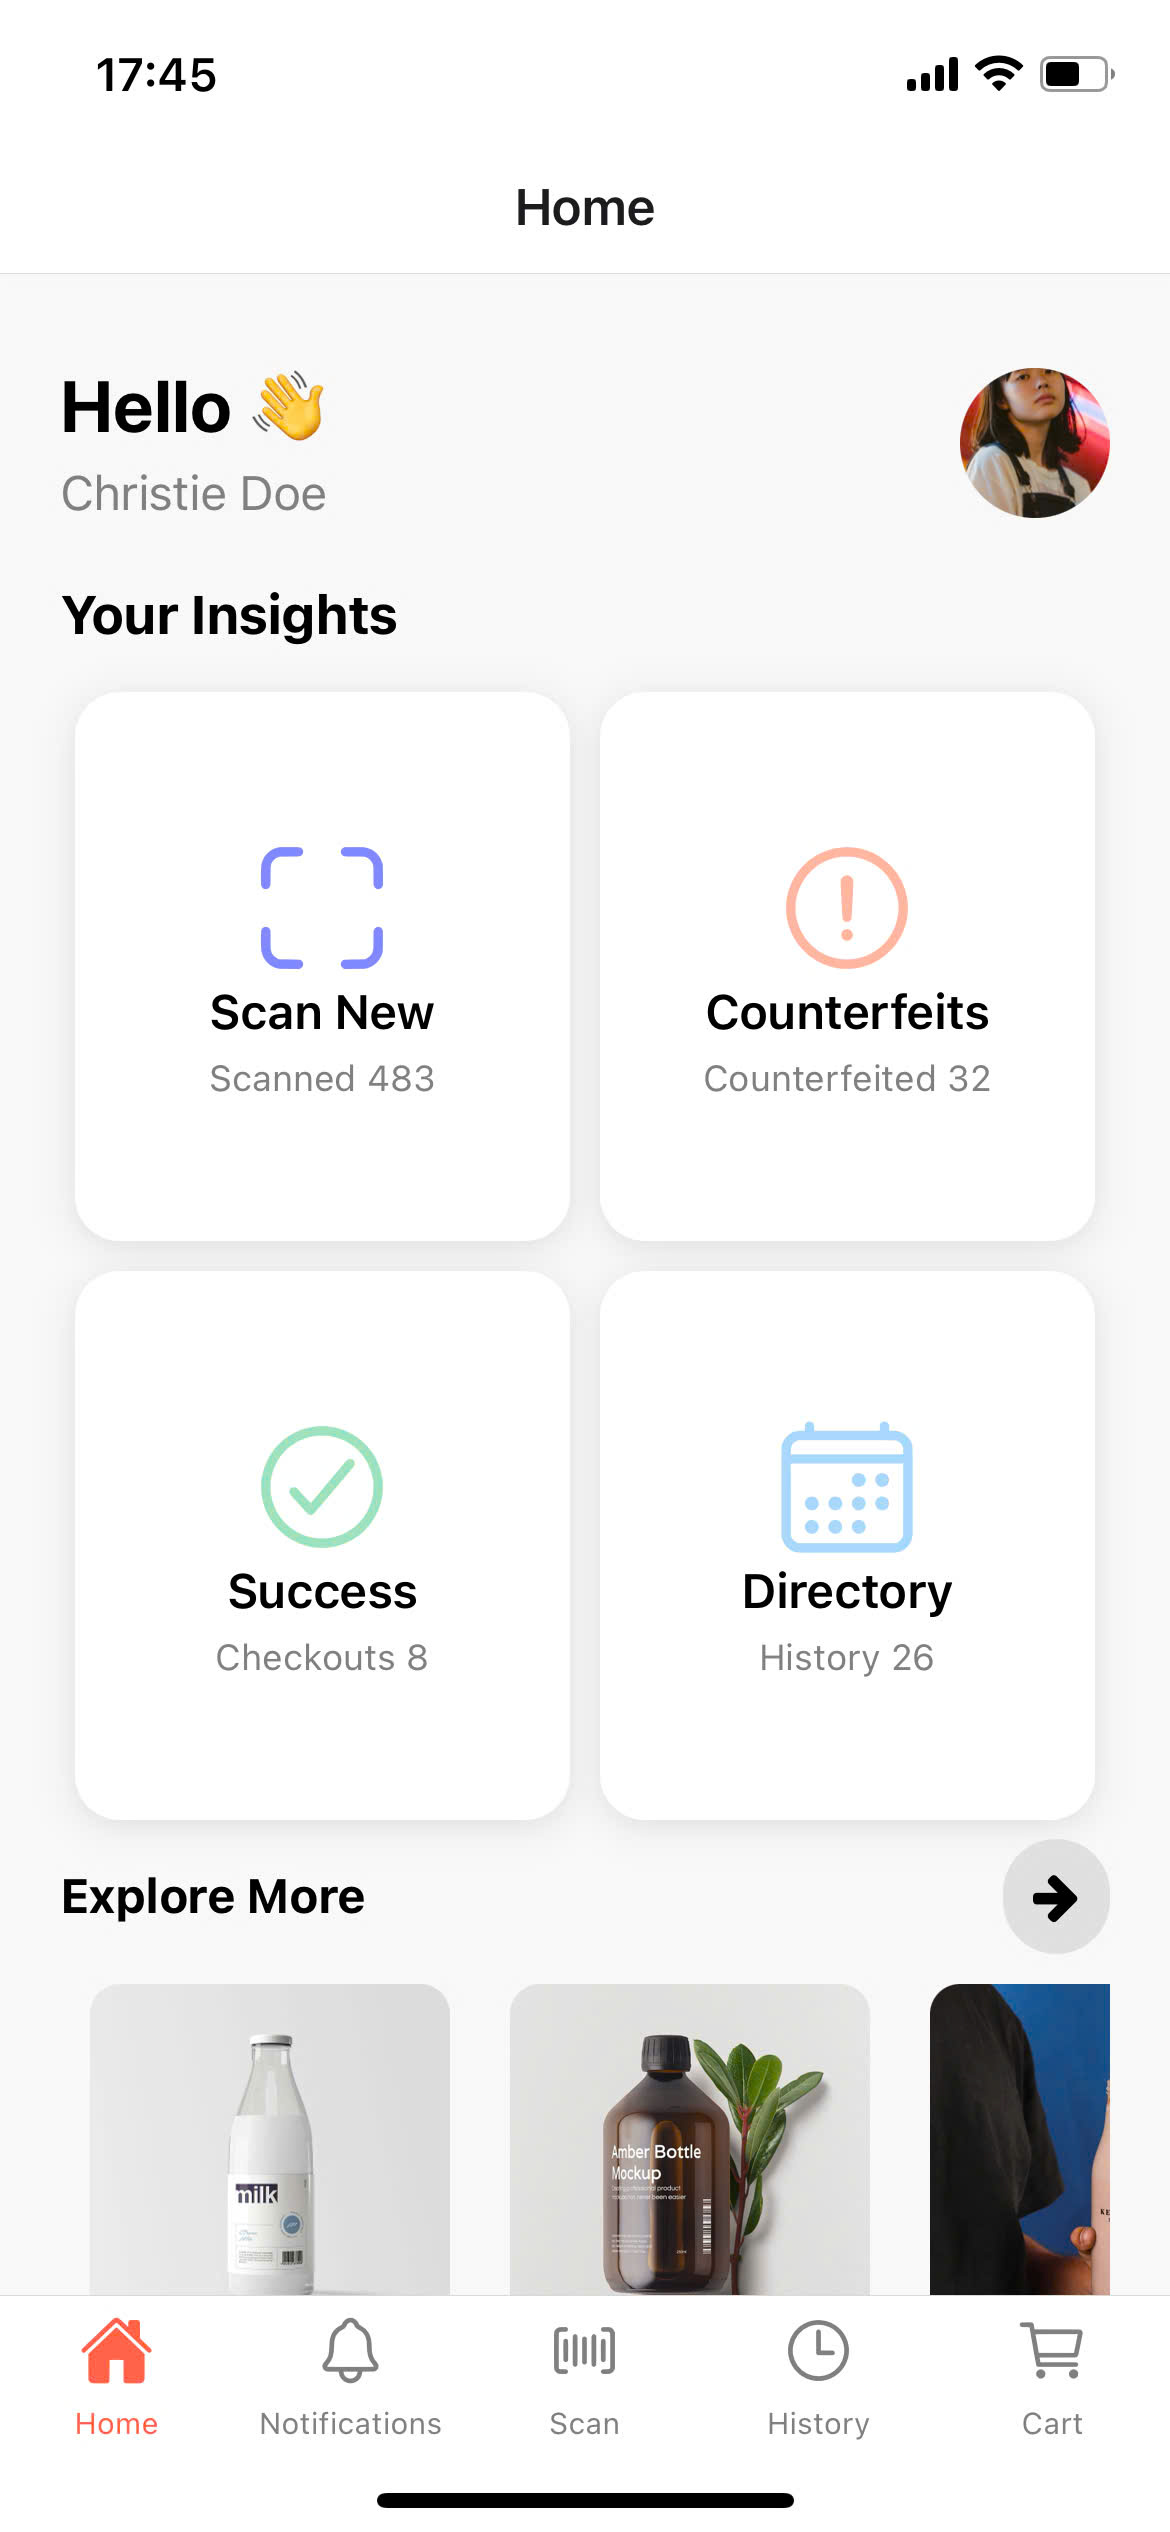 17:45
Home
Hello 👋
Christie Doe
Your Insights
Scan New
Scanned 483
Counterfeits
Counterfeited 32
Success
Checkouts 8
Directory
History 26
Explore More
milk
Amber Bottle
Mockup
Home
Notifications
Scan
History
Cart